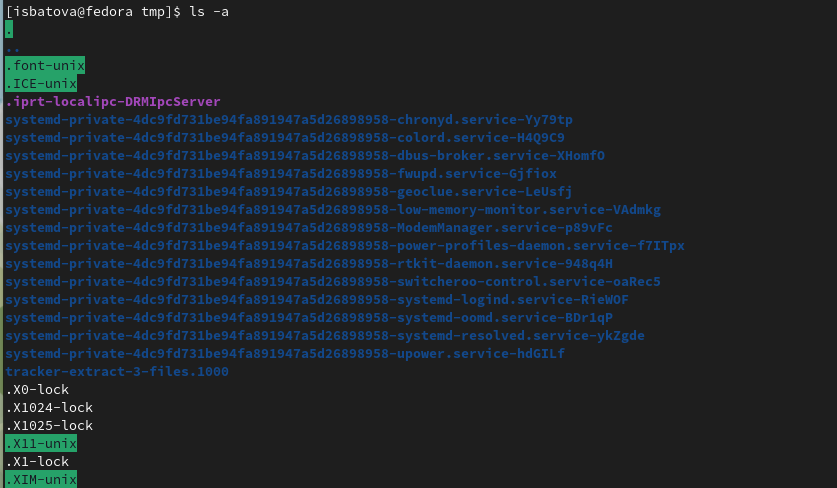 [isbatova@fedora tmp]$ ls -a
.
..
.font-unix
.ICE-unix
.iprt-localipc-DRMIpcServer
systemd-private-4dc9fd731be94fa891947a5d26898958-chronyd.service-Yy79tp
systemd-private-4dc9fd731be94fa891947a5d26898958-colord.service-H4Q9C9
systemd-private-4dc9fd731be94fa891947a5d26898958-dbus-broker.service-XHomfO
systemd-private-4dc9fd731be94fa891947a5d26898958-fwupd.service-Gjfiox
systemd-private-4dc9fd731be94fa891947a5d26898958-geoclue.service-LeUsfj
systemd-private-4dc9fd731be94fa891947a5d26898958-low-memory-monitor.service-VAdmkg
systemd-private-4dc9fd731be94fa891947a5d26898958-ModemManager.service-p89vFc
systemd-private-4dc9fd731be94fa891947a5d26898958-power-profiles-daemon.service-f7ITpx
systemd-private-4dc9fd731be94fa891947a5d26898958-rtkit-daemon.service-948q4H
systemd-private-4dc9fd731be94fa891947a5d26898958-switcheroo-control.service-oaRec5
systemd-private-4dc9fd731be94fa891947a5d26898958-systemd-logind.service-RieWOF
systemd-private-4dc9fd731be94fa891947a5d26898958-systemd-oomd.service-BDr1qP
systemd-private-4dc9fd731be94fa891947a5d26898958-systemd-resolved.service-ykZgde
systemd-private-4dc9fd731be94fa891947a5d26898958-upower.service-hdGILf
tracker-extract-3-files.1000
.X0-lock
.X1024-lock
.X1025-lock
.X11-unix
.X1-lock
.XIM-unix